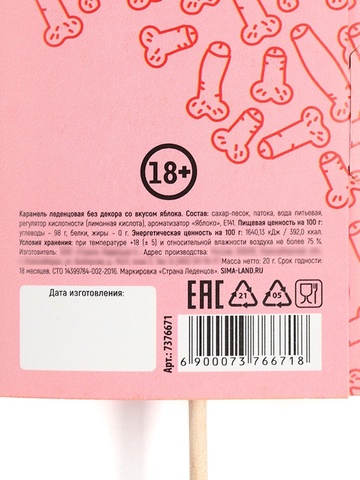 18+
Карамель леденцовая без декора со вкусом яблока. Состав: сахар-песок, патока, вода питьевая,
регулятор кислотности (лимонная кислота), ароматизатор «Яблоко», Е141. Пищевая ценность на 100 г:
углеводы - 98 г, белки, жиры - 0 г. Энергетическая ценность на 100 г: 1640,13 кДж / 392,0 ккал.
Условия хранения: при температуре +18 (± 5) и относительной влажности воздуха не более 75 %.
Изготовитель: Адрес производства:
Масса нетто: 20 г. Срок годности:
18 месяцев. СТО 14399784-002-2016. Маркировка «Страна Леденцов». SIMA-LAND.RU
Дата изготовления:
Арт.: 7376671
EAC 21 05
6 900073 766718